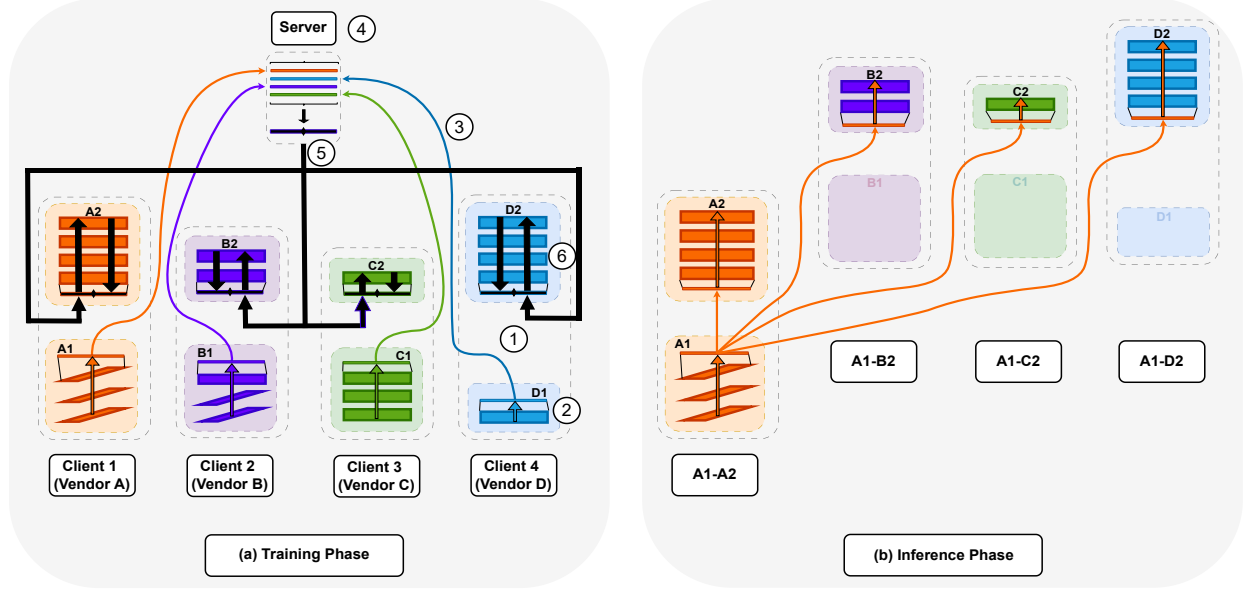 Server
4
3
5
A2
B2
C2
D2
6
1
A1
B1
C1
D1
2
Client 1
(Vendor A)
Client 2
(Vendor B)
Client 3
(Vendor C)
Client 4
(Vendor D)
(a) Training Phase
D2
B2
C2
B1
C1
D1
A2
A1
A1-B2
A1-C2
A1-D2
A1-A2
(b) Inference Phase